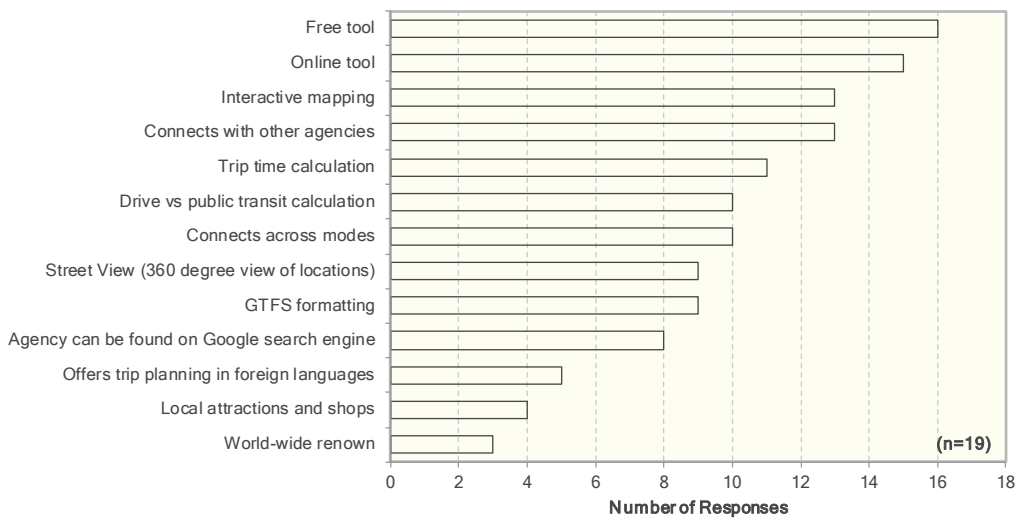 Free tool
Online tool
Interactive mapping
Connects with other agencies
Trip time calculation
Drive vs public transit calculation
Connects across modes
Street View (360 degree view of locations)
GTFS formatting
Agency can be found on Google search engine
Offers trip planning in foreign languages
Local attractions and shops
World-wide renown
(n=19)
0 2 4 6 8 10 12 14 16 18
Number of Responses